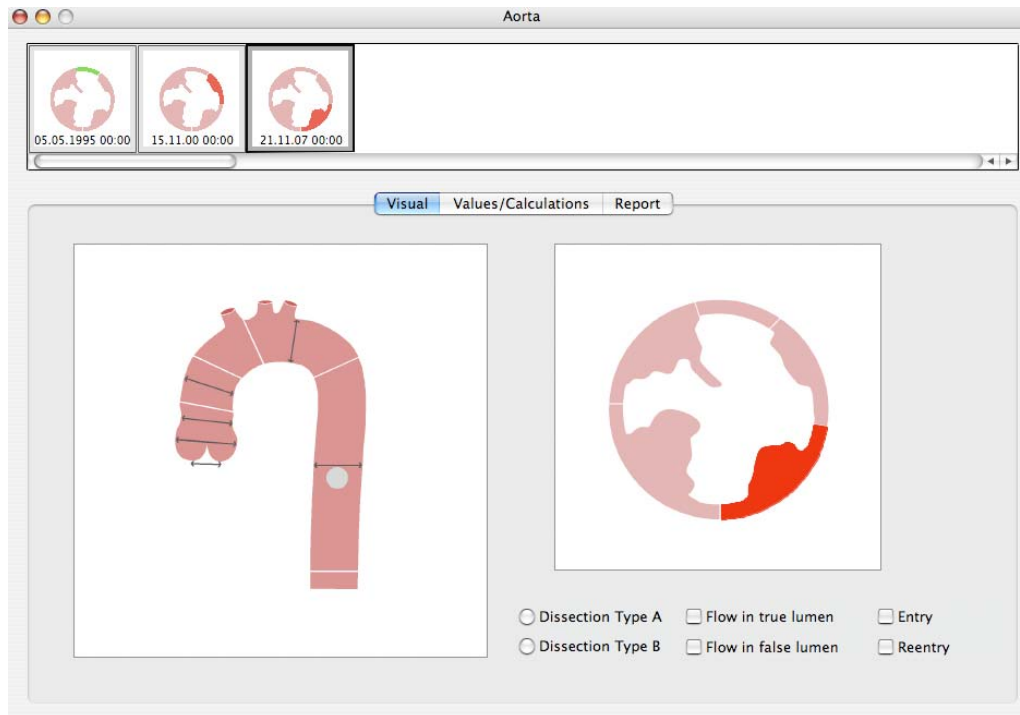 Aorta
05.05.1995 00:00 15.11.00 00:00 21.11.07 00:00
Visual Values/Calculations Report
Dissection Type A Flow in true lumen Entry
Dissection Type B Flow in false lumen Reentry